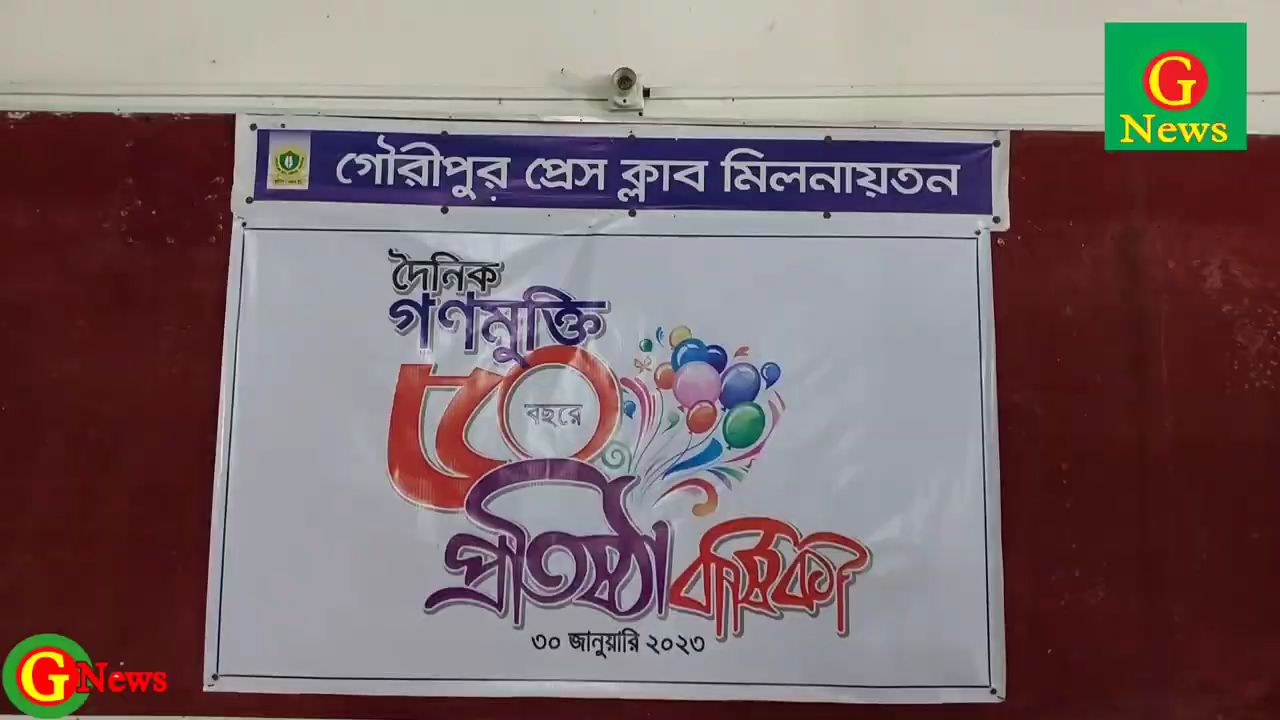 G
News
গৌরীপুর প্রেস ক্লাব মিলনায়তন
দৈনিক
গণমুক্তি
৫০
বছরে
প্রতিষ্ঠা বার্ষিকী
৩০ জানুয়ারি ২০২৩
G News